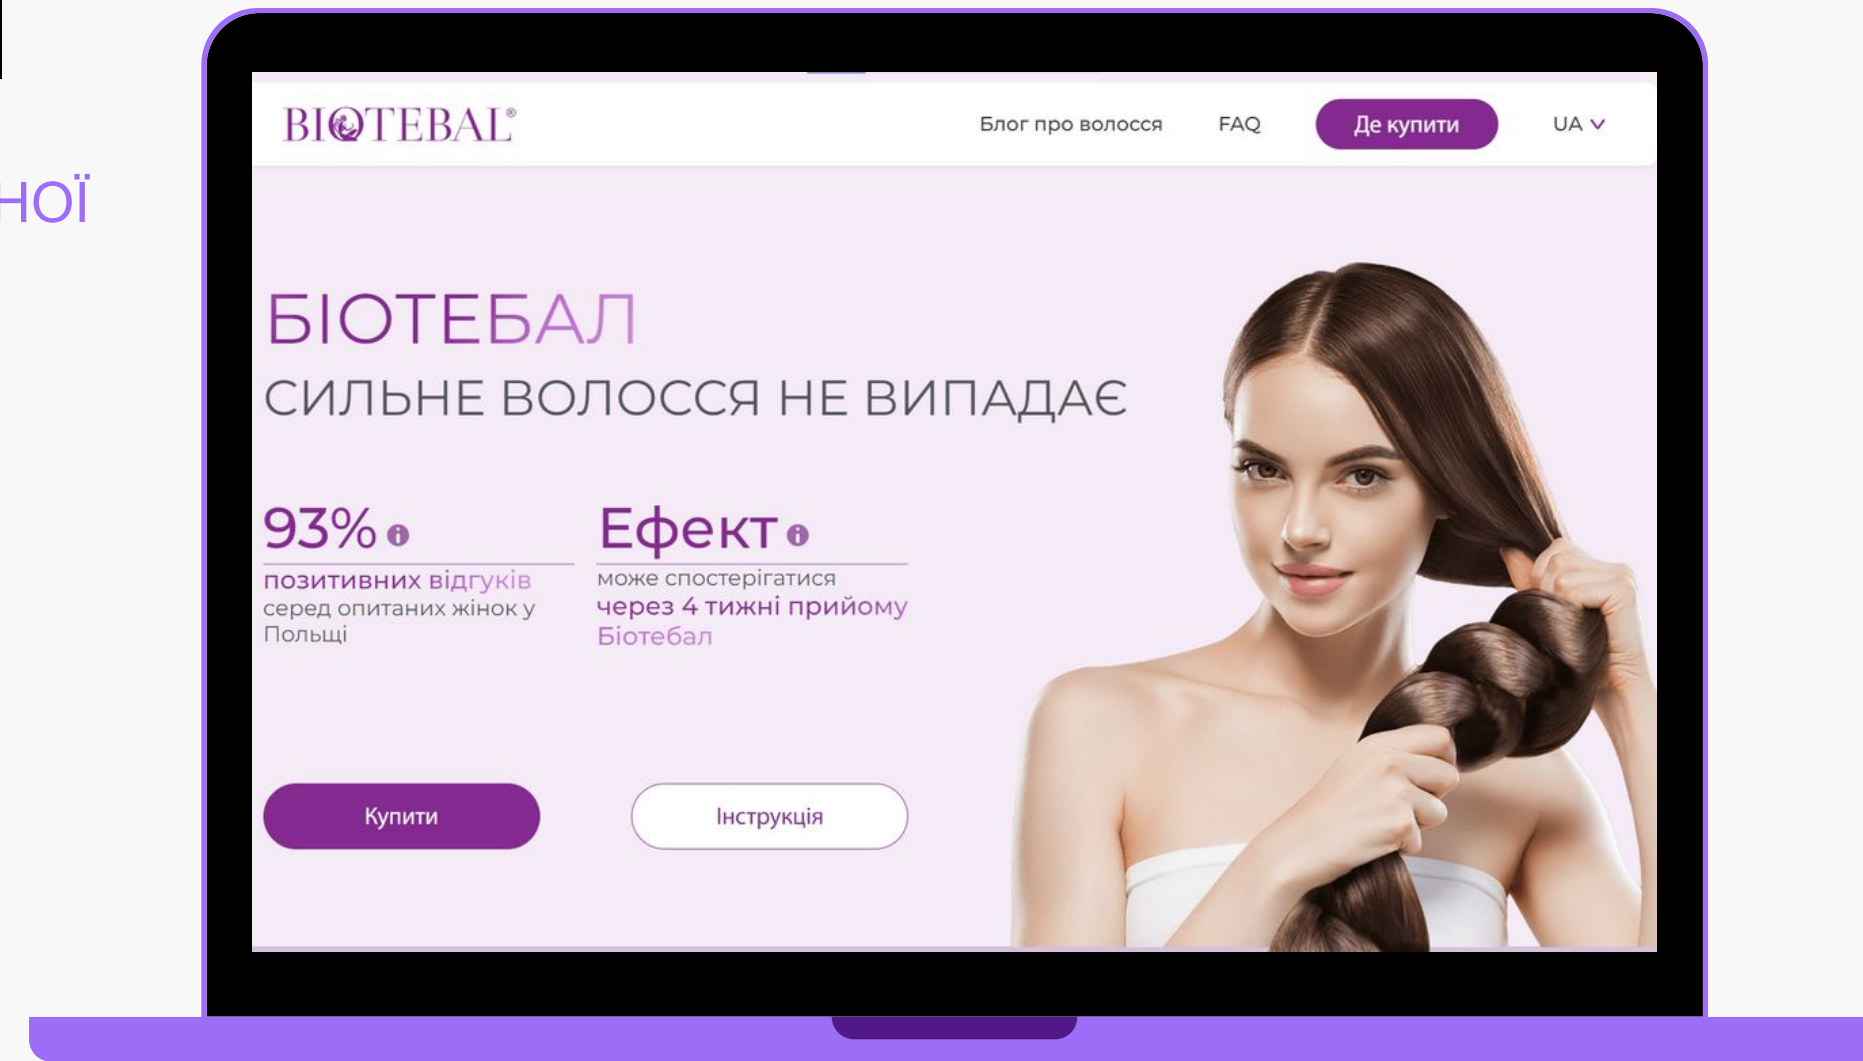 ної
BIOTEBAL®
Блог про волосся
FAQ
Де купити
UA
БІОТЕБАЛ
СИЛЬНЕ ВОЛОССЯ НЕ ВИПАДАЄ
93%
позитивних відгуків
серед опитаних жінок у
Польщі
Ефект
може спостерігатися
через 4 тижні прийому
Біотебал
Купити
Інструкція